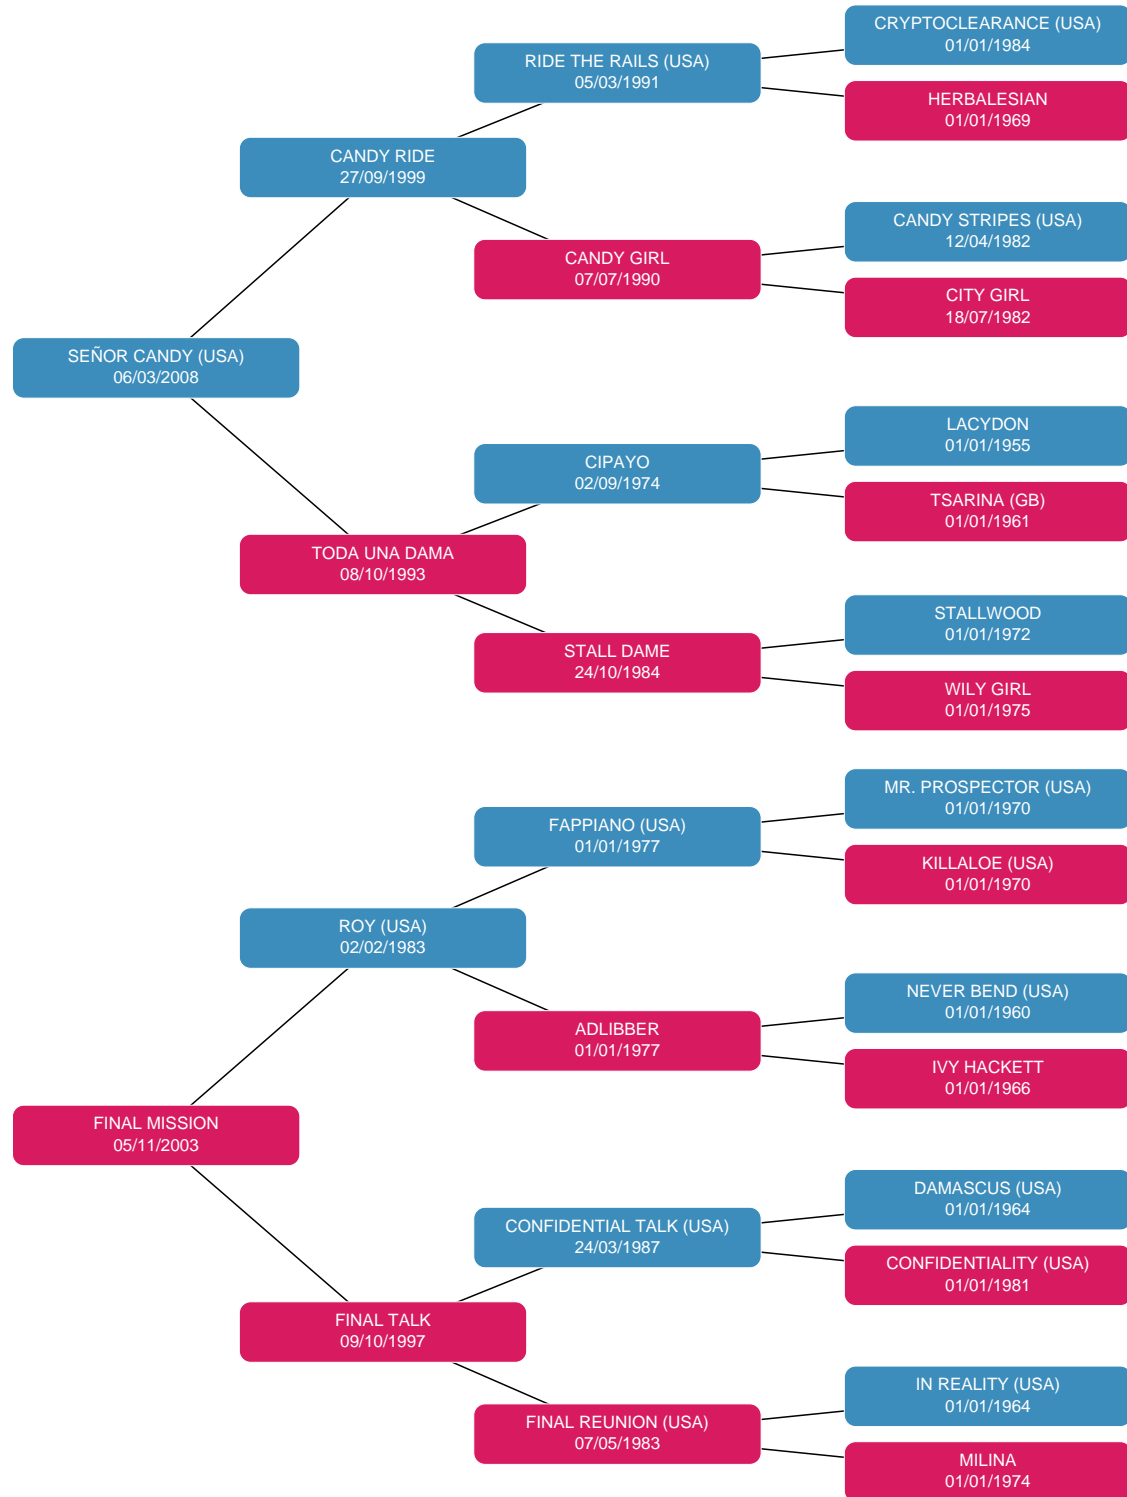 CRYPTOCLEARANCE (USA)
01/01/1984
RIDE THE RAILS (USA)
05/03/1991
HERBALESIAN
01/01/1969
CANDY RIDE
27/09/1999
CANDY STRIPES (USA)
12/04/1982
CANDY GIRL
07/07/1990
CITY GIRL
18/07/1982
SEÑOR CANDY (USA)
06/03/2008
LACYDON
01/01/1955
CIPAYO
02/09/1974
TSARINA (GB)
01/01/1961
TODA UNA DAMA
08/10/1993
STALLWOOD
01/01/1972
STALL DAME
24/10/1984
WILY GIRL
01/01/1975
MR. PROSPECTOR (USA)
01/01/1970
FAPPIANO (USA)
01/01/1977
KILLALOE (USA)
01/01/1970
ROY (USA)
02/02/1983
NEVER BEND (USA)
01/01/1960
ADLIBBER
01/01/1977
IVY HACKETT
01/01/1966
FINAL MISSION
05/11/2003
DAMASCUS (USA)
01/01/1964
CONFIDENTIAL TALK (USA)
24/03/1987
CONFIDENTIALITY (USA)
01/01/1981
FINAL TALK
09/10/1997
IN REALITY (USA)
01/01/1964
FINAL REUNION (USA)
07/05/1983
MILINA
01/01/1974